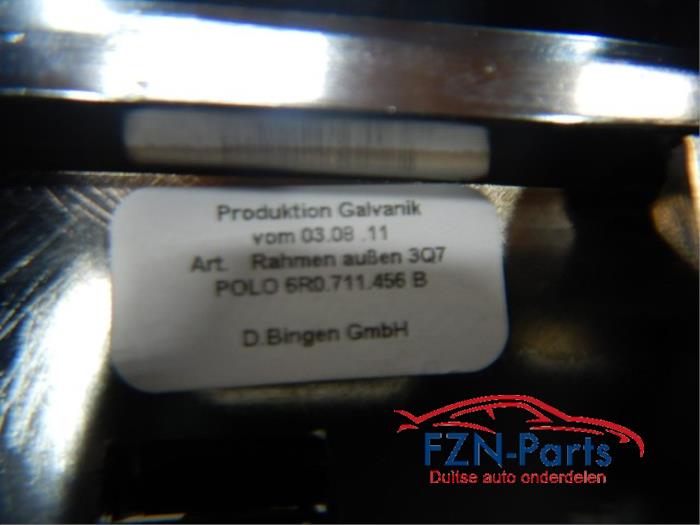 Produktion Galvanik
vom 03.08 .11
Art. Rahmen außen 3Q7
POLO 6R0.711.456 B
D.Bingen GmbH
FZN-Parts
Duitse auto onderdelen